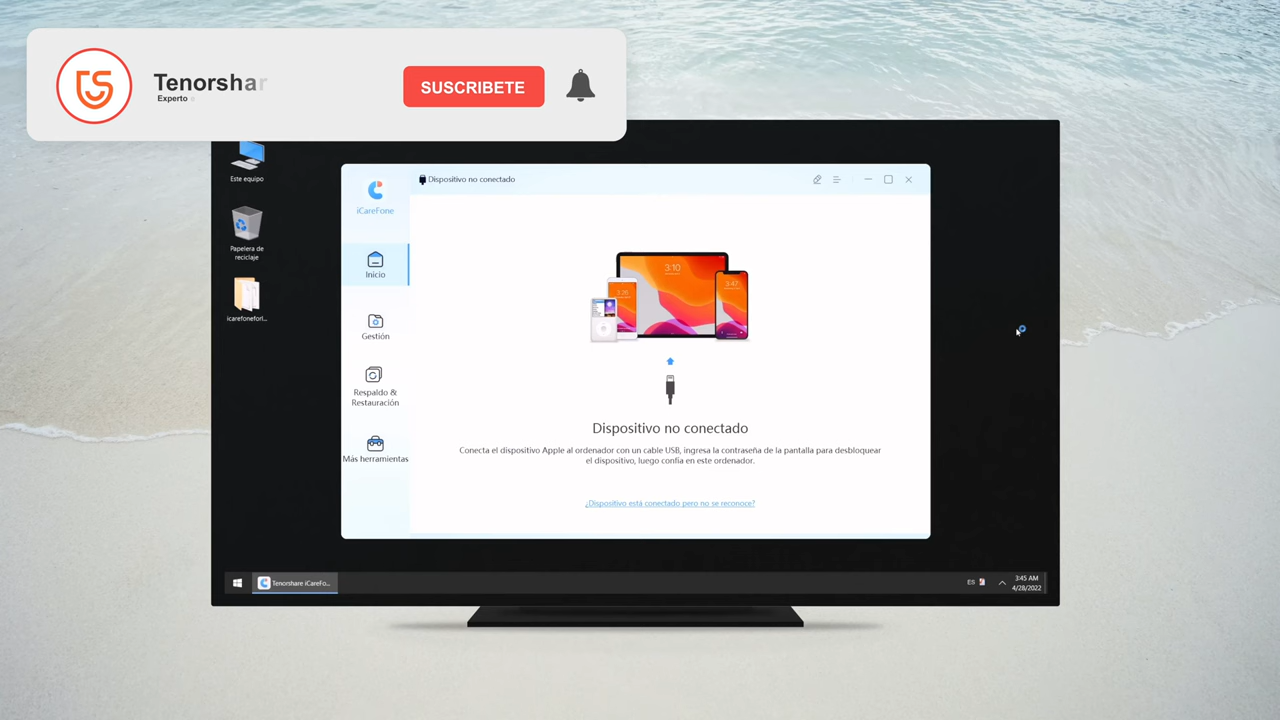 Tenorshar
Experto
SUSCRIBETE
Este equipo
Papelera de
reciclaje
icarefoneforl...
iCareFone
Inicio
Gestión
Respaldo &
Restauración
Más herramientas
Dispositivo no conectado
3:10
3:47
Dispositivo no conectado
Conecta el dispositivo Apple al ordenador con un cable USB, ingresa la contraseña de la pantalla para desbloquear
el dispositivo, luego confía en este ordenador.
¿Dispositivo está conectado pero no se reconoce?
Tenorshare iCareFo...
ES
3:45 AM
4/28/2022